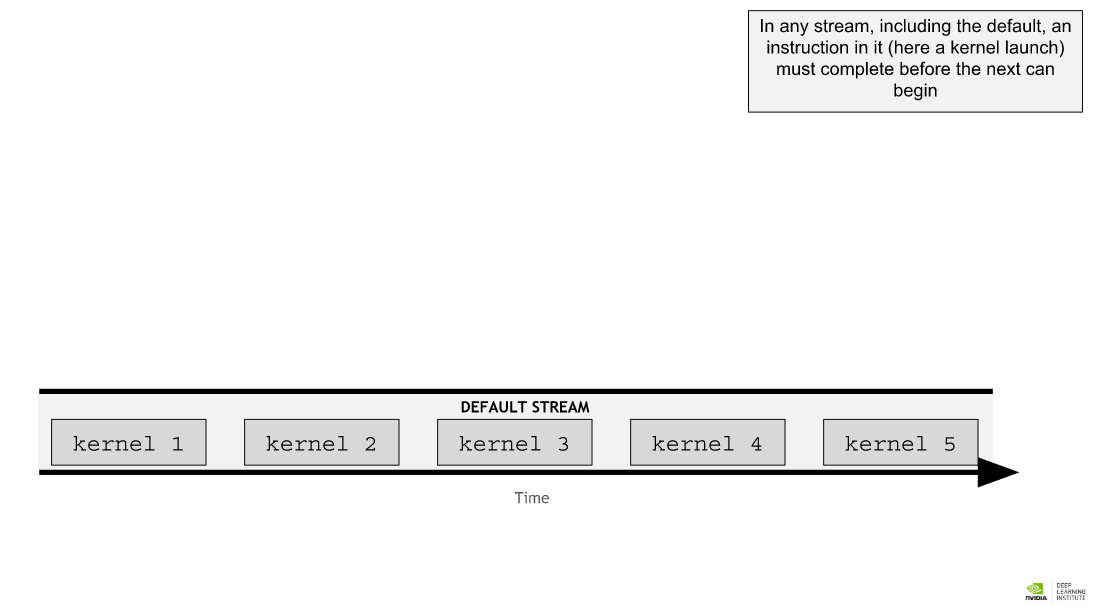 In any stream, including the default, an
instruction in it (here a kernel launch)
must complete before the next can
begin
DEFAULT STREAM
kernel 1
kernel 2
kernel 3
kernel 4
kernel 5
Time
NVIDIA
DEEP
LEARNING
INSTITUTE